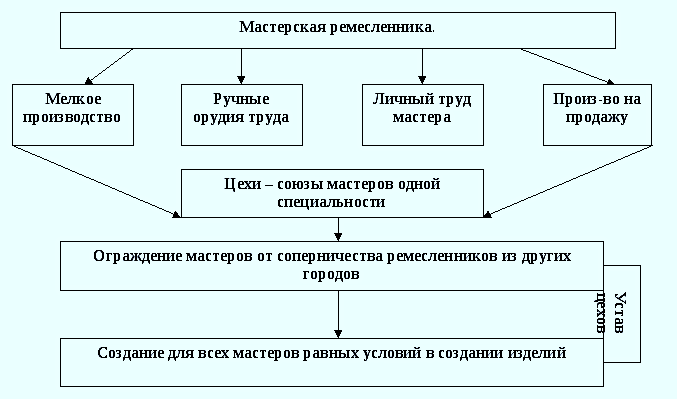 Мастерская ремесленника.
Мелкое
производство
Ручные
орудия труда
Личный труд
мастера
Произ-во на
продажу
Цехи – союзы мастеров одной
специальности
Ограждение мастеров от соперничества ремесленников из других
городов
Устав
цехов
Создание для всех мастеров равных условий в создании изделий